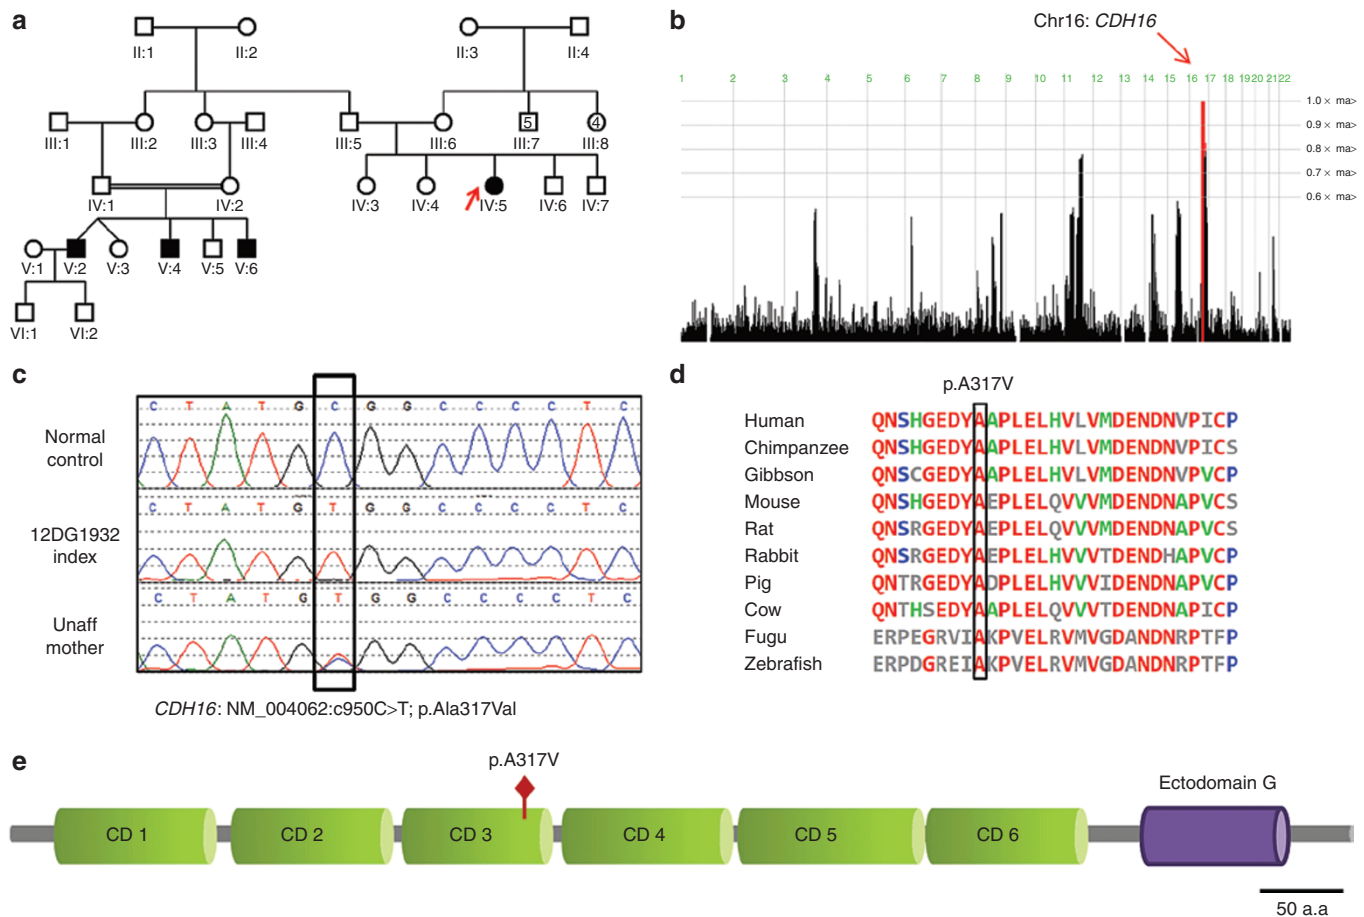 a
II:1 II:2 II:3 II:4
5 4
III:1 III:2 III:3 III:4 III:5 III:6 III:7 III:8
IV:1 IV:2 IV:3 IV:4 IV:5 IV:6 IV:7
V:1 V:2 V:3 V:4 V:5 V:6
VI:1 VI:2
b
Chr16: CDH16
1 2 3 4 5 6 7 8 9 10 11 12 13 14 15 16 17 18 19 20 21 22
1.0 × ma>
0.9 × ma>
0.8 × ma>
0.7 × ma>
0.6 × ma>
c
Normal
control
C T A T G C G G C C C T C
12DG1932
index
C T A T G T G G C C C T C
Unaff
mother
C T A T G T G G C C C T C
CDH16: NM_004062:c950C>T; p.Ala317Val
d
p.A317V
Human QNSHGEDYAAPLELHVLVMDENDNVPICP
Chimpanzee QNSHGEDYAAPLELHVLVMDENDNVPICS
Gibbson QNSCGEDYAAPLELHVLVMDENDNVPVCP
Mouse QNSHGEDYAEPLELQVVVMDENDNAPVCS
Rat QNSRGEDYAEPLELQVVVMDENDNAPVCS
Rabbit QNSRGEDYAEPLELHVVVTDENDHAPVCP
Pig QNTRGEDYADPLELHVVVIDENDNAPVCP
Cow QNTHSEDYAAPLELQVVVTDENDNAPICP
Fugu ERPEGRVIAKPVELRVMVGDANDNRPTFP
Zebrafish ERPDGREIAKPVELRVMVGDANDNRPTFP
e
p.A317V
Ectodomain G
CD 1 CD 2 CD 3 CD 4 CD 5 CD 6
50 a.a